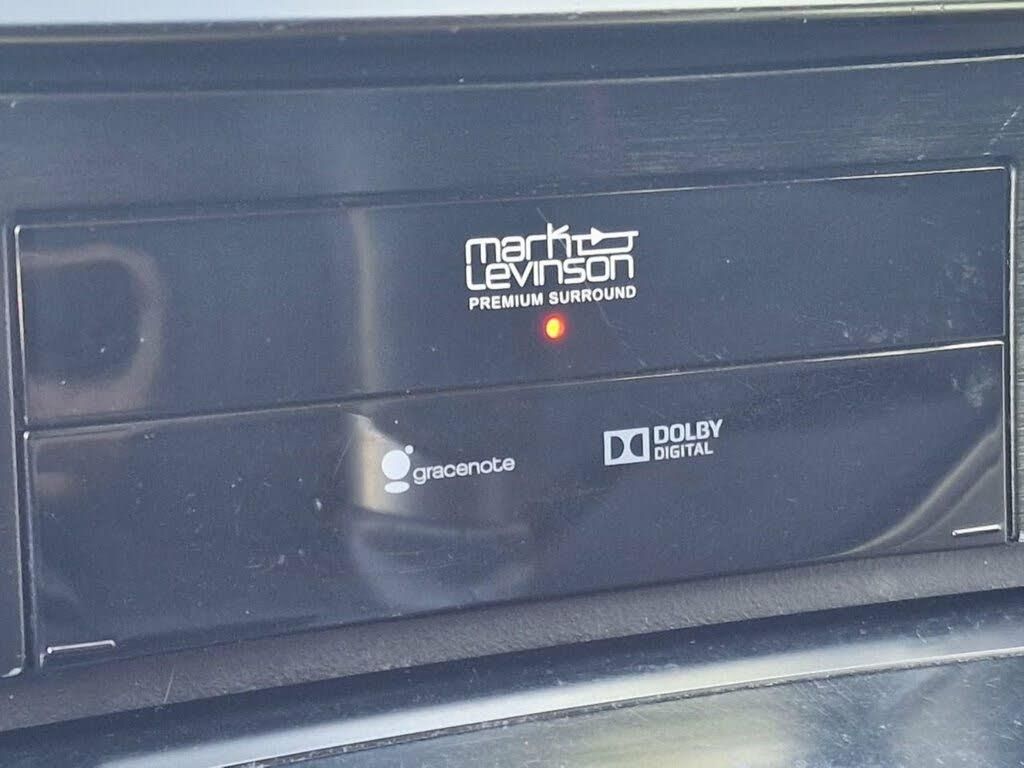 mark
Levinson
PREMIUM SURROUND
gracenote
DOLBY
DIGITAL